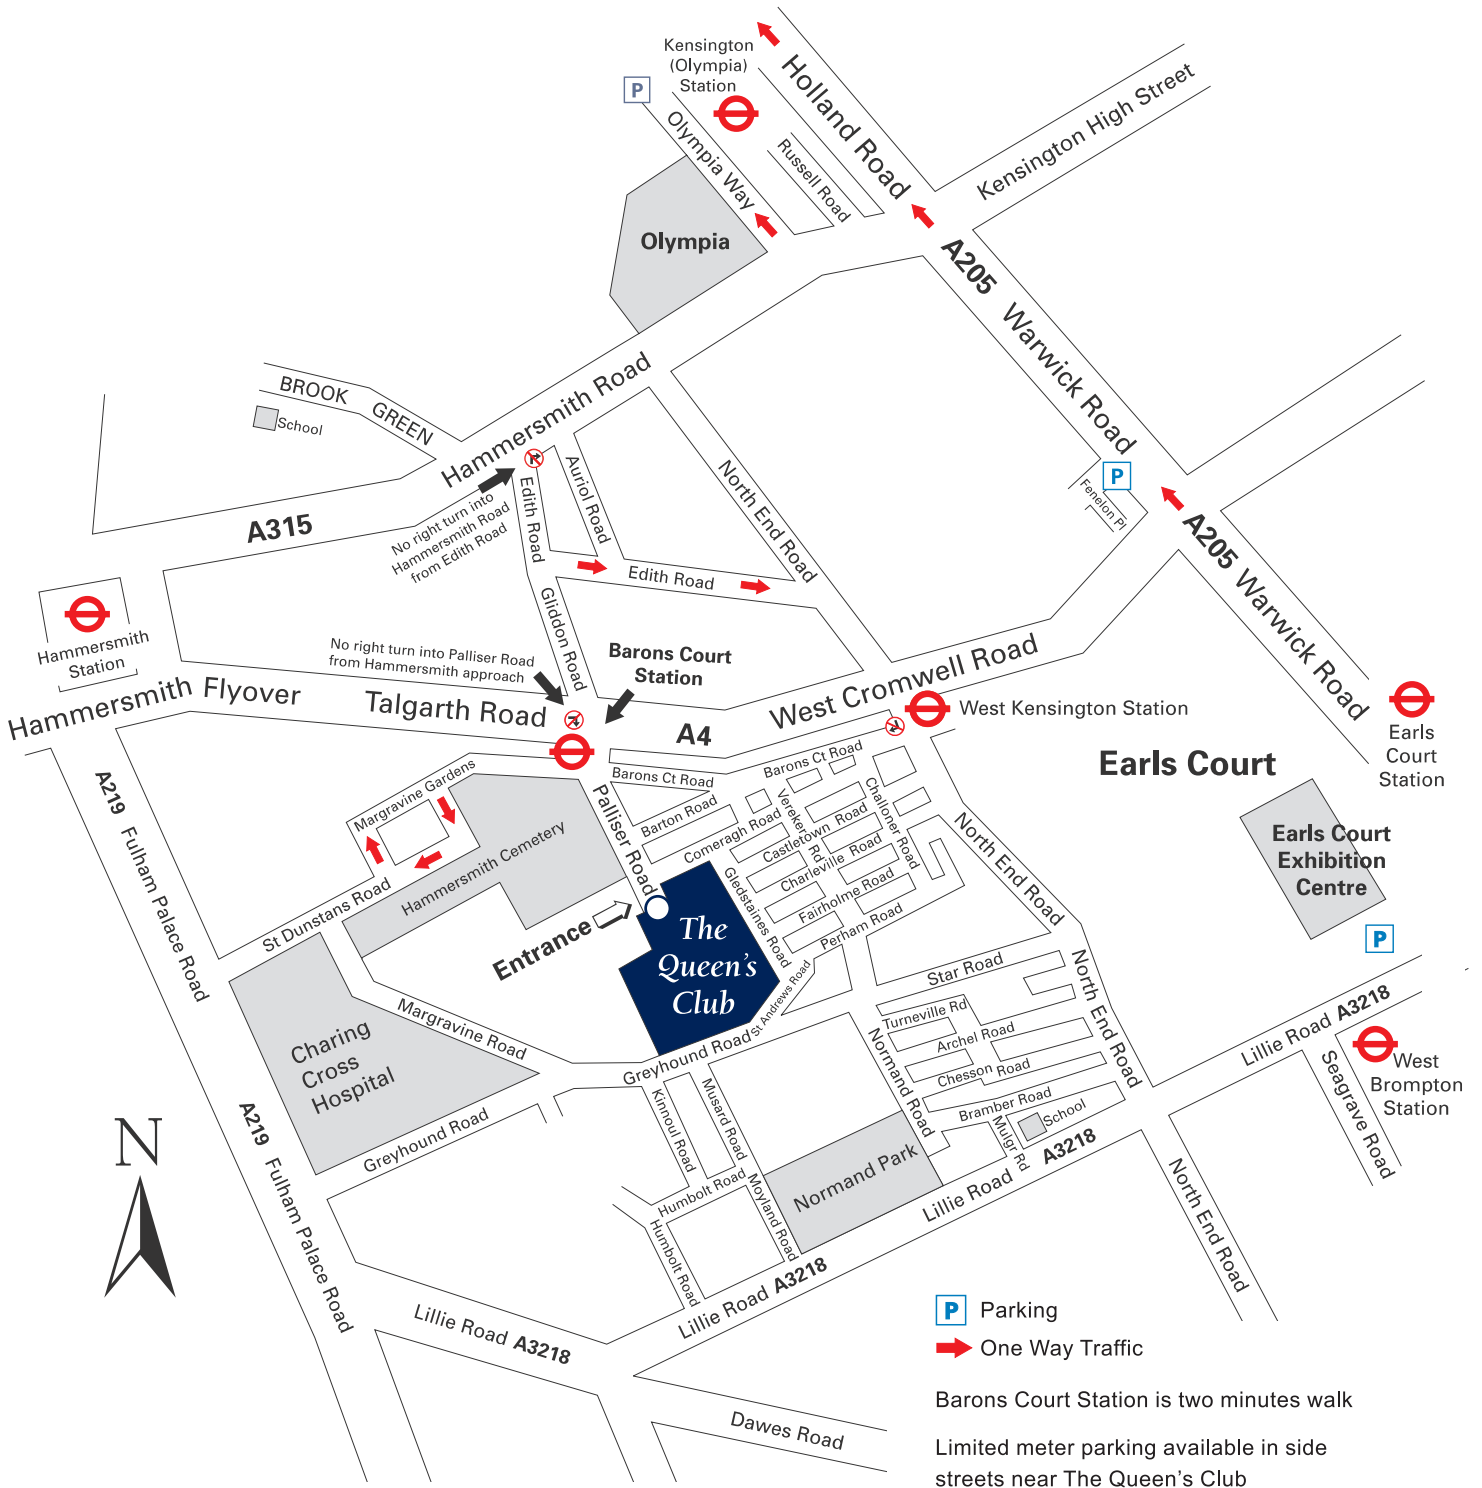 Kensington
(Olympia)
Station
P
Holland Road
Kensington High Street
Olympia Way
Russell Road
Olympia
A205
Warwick Road
Hammersmith Road
BROOK
GREEN
School
A315
Auriol Road
Edith Road
No right turn into
Hammersmith Road
from Edith Road
North End Road
P
Fenelon Pl
A205
Warwick Road
Edith Road
Gliddon Road
Hammersmith
Station
No right turn into Palliser Road
from Hammersmith approach
Barons Court
Station
Hammersmith Flyover
Talgarth Road
A4
West Cromwell Road
West Kensington Station
Earls
Court
Station
Earls Court
Barons Ct Road
Barons Ct Road
Margravine Gardens
A219
Fulham Palace Road
Palliser Road
Barton Road
Comeragh Road
Vereker Rd
Castletown Road
Challoner Road
Charleville Road
Fairholme Road
Perham Road
Gledstaines Road
St Andrews Road
North End Road
Earls Court
Exhibition
Centre
P
Hammersmith Cemetery
St Dunstans Road
Entrance
The
Queen's
Club
Star Road
North End Road
Turneville Rd
Archel Road
Chesson Road
Bramber Road
Mulgr Rd
School
Normand Road
Lillie Road A3218
Seagrave Road
West
Brompton
Station
Charing
Cross
Hospital
Margravine Road
Greyhound Road
Greyhound Road
Kinnoul Road
Musard Road
Humbolt Road
Humbolt Road
Moyland Road
Normand Park
Lillie Road
A3218
North End Road
N
A219
Fulham Palace Road
Lillie Road A3218
Lillie Road A3218
Dawes Road
P Parking
One Way Traffic
Barons Court Station is two minutes walk
Limited meter parking available in side
streets near The Queen's Club